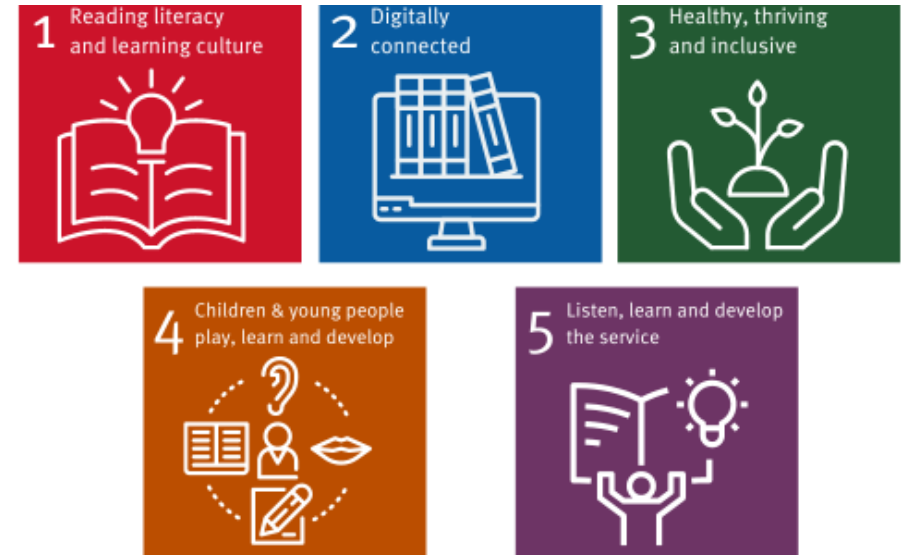 1 Reading literacy
and learning culture
2 Digitally
connected
3 Healthy, thriving
and inclusive
4 Children & young people
play, learn and develop
5 Listen, learn and develop
the service